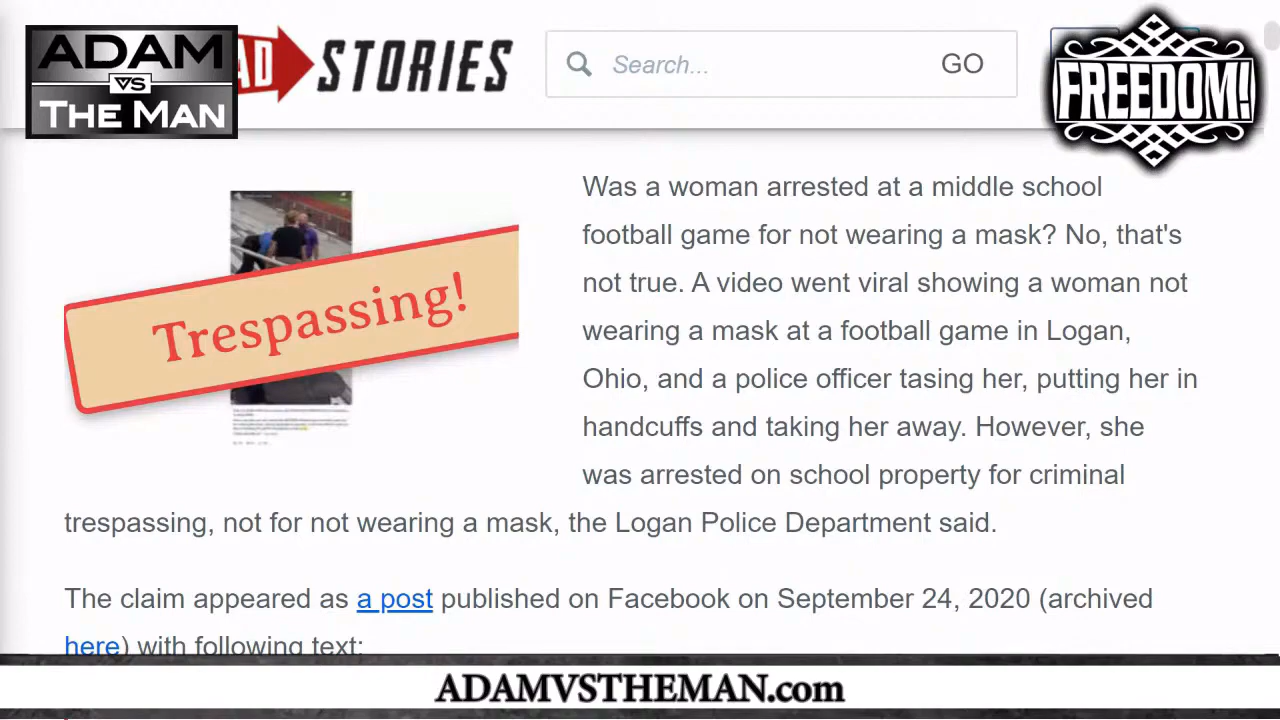 ADAM
VS
THE MAN
AD
STORIES
Search...
GO
FREEDOM!
Trespassing!
Was a woman arrested at a middle school
football game for not wearing a mask? No, that's
not true. A video went viral showing a woman not
wearing a mask at a football game in Logan,
Ohio, and a police officer tasing her, putting her in
handcuffs and taking her away. However, she
was arrested on school property for criminal
trespassing, not for not wearing a mask, the Logan Police Department said.
The claim appeared as a post published on Facebook on September 24, 2020 (archived
here) with following text:
ADAMVSTHEMAN.com